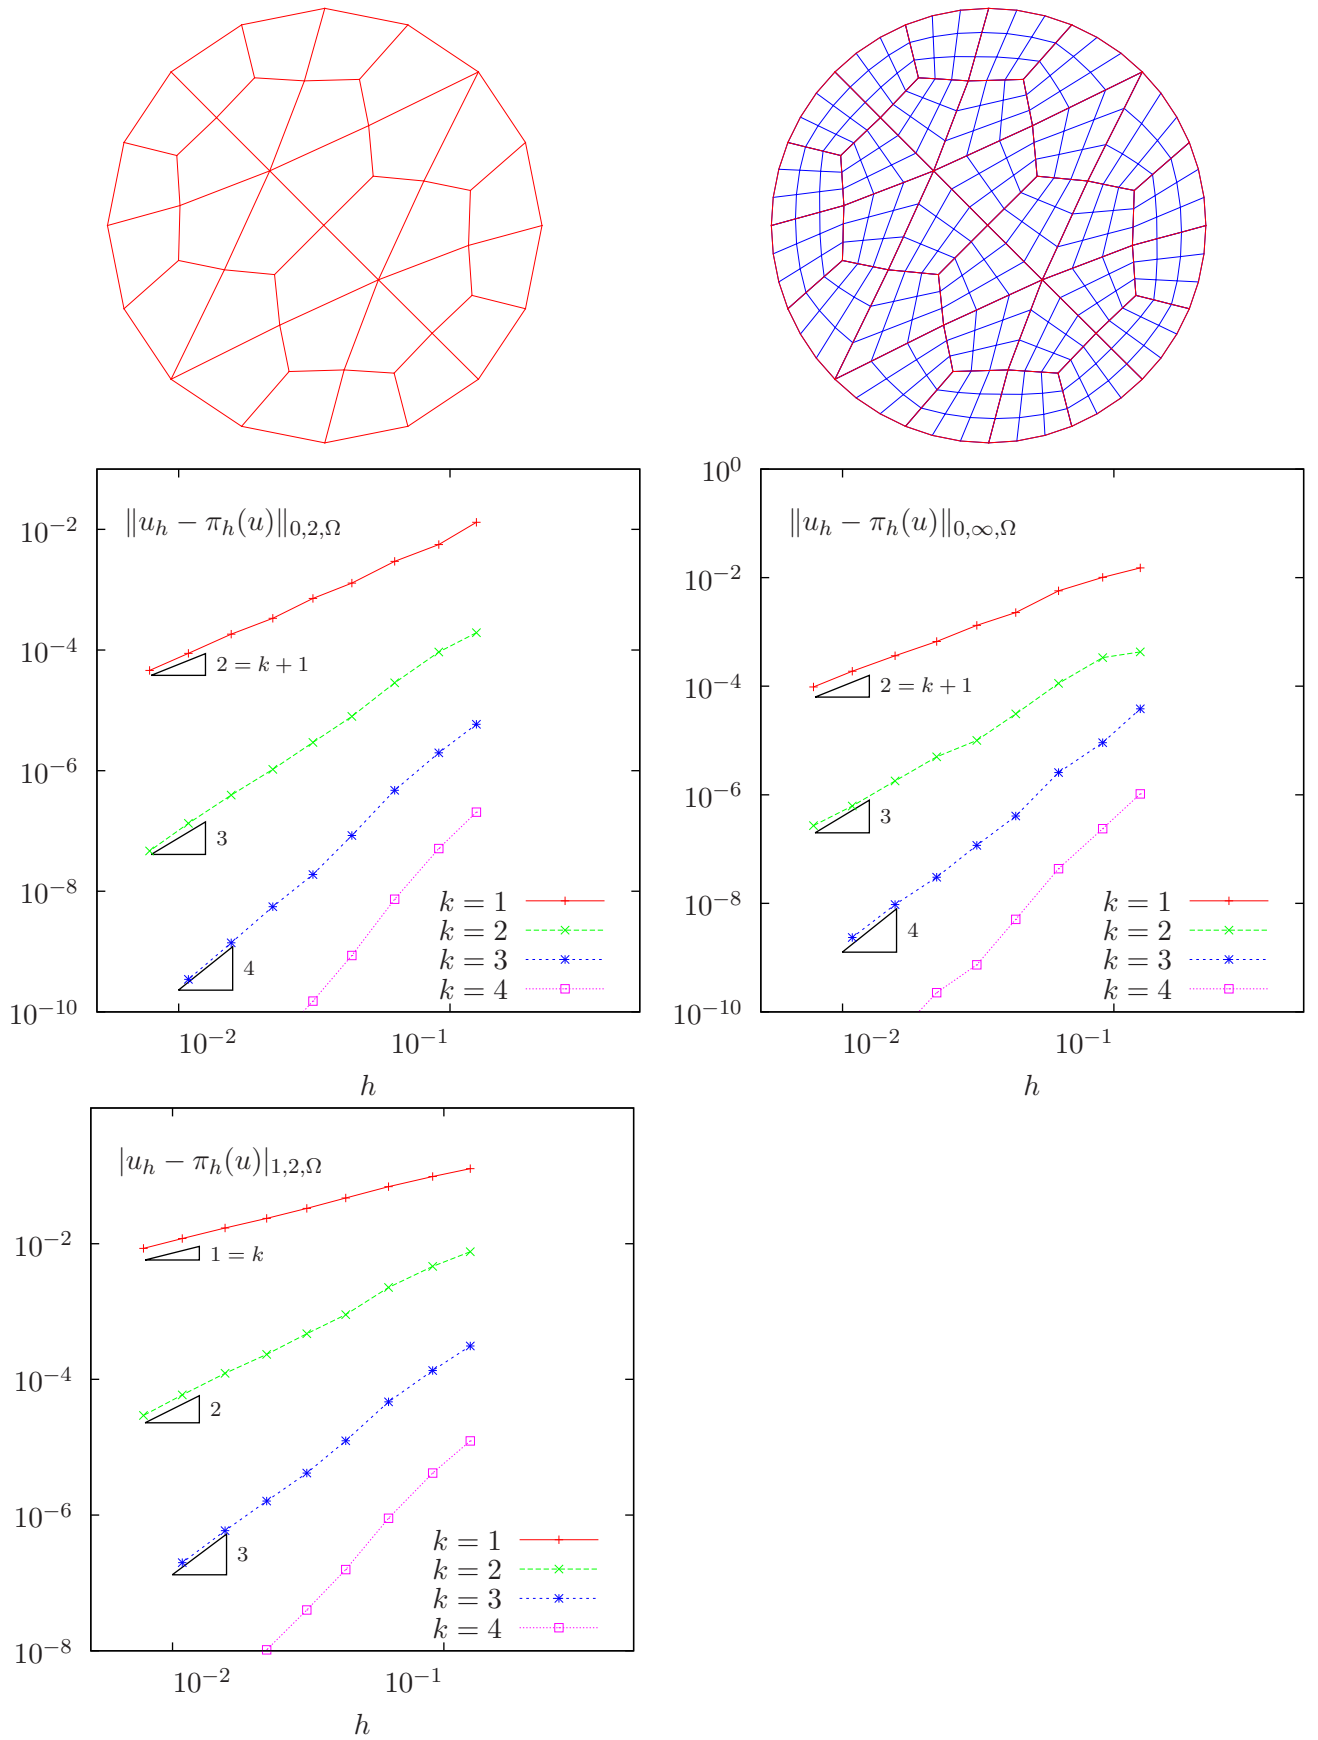 ‖u_h − π_h(u)‖_{0,2,Ω}
10^{−2}
10^{−4}
10^{−6}
10^{−8}
10^{−10}
2 = k + 1
3
4
k = 1
k = 2
k = 3
k = 4
10^{−2} 10^{−1}
h
‖u_h − π_h(u)‖_{0,∞,Ω}
10^{0}
10^{−2}
10^{−4}
10^{−6}
10^{−8}
10^{−10}
2 = k + 1
3
4
k = 1
k = 2
k = 3
k = 4
10^{−2} 10^{−1}
h
|u_h − π_h(u)|_{1,2,Ω}
10^{−2}
10^{−4}
10^{−6}
10^{−8}
1 = k
2
3
k = 1
k = 2
k = 3
k = 4
10^{−2} 10^{−1}
h